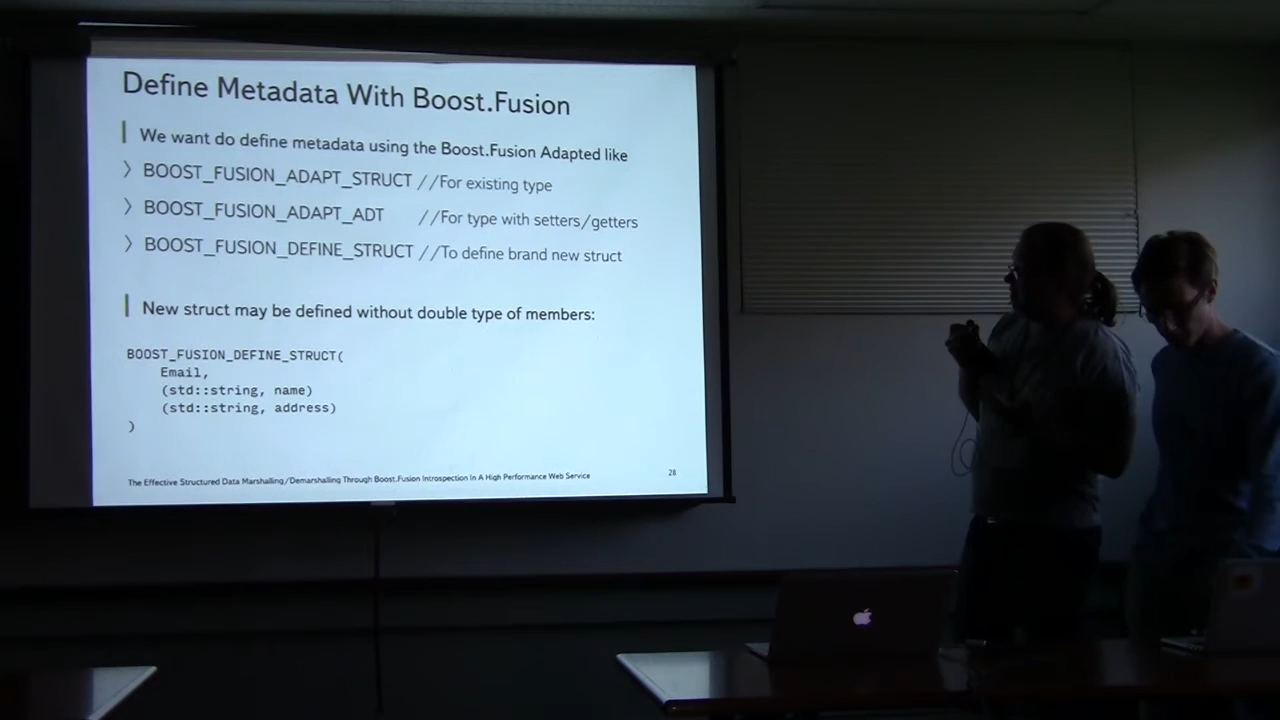 Define Metadata With Boost.Fusion
We want do define metadata using the Boost.Fusion Adapted like
〉 BOOST_FUSION_ADAPT_STRUCT //For existing type
〉 BOOST_FUSION_ADAPT_ADT //For type with setters/getters
〉 BOOST_FUSION_DEFINE_STRUCT //To define brand new struct
New struct may be defined without double type of members:
BOOST_FUSION_DEFINE_STRUCT(
Email,
(std::string, name)
(std::string, address)
)
The Effective Structured Data Marshalling/Demarshalling Through Boost.Fusion Introspection In A High Performance Web Service
28